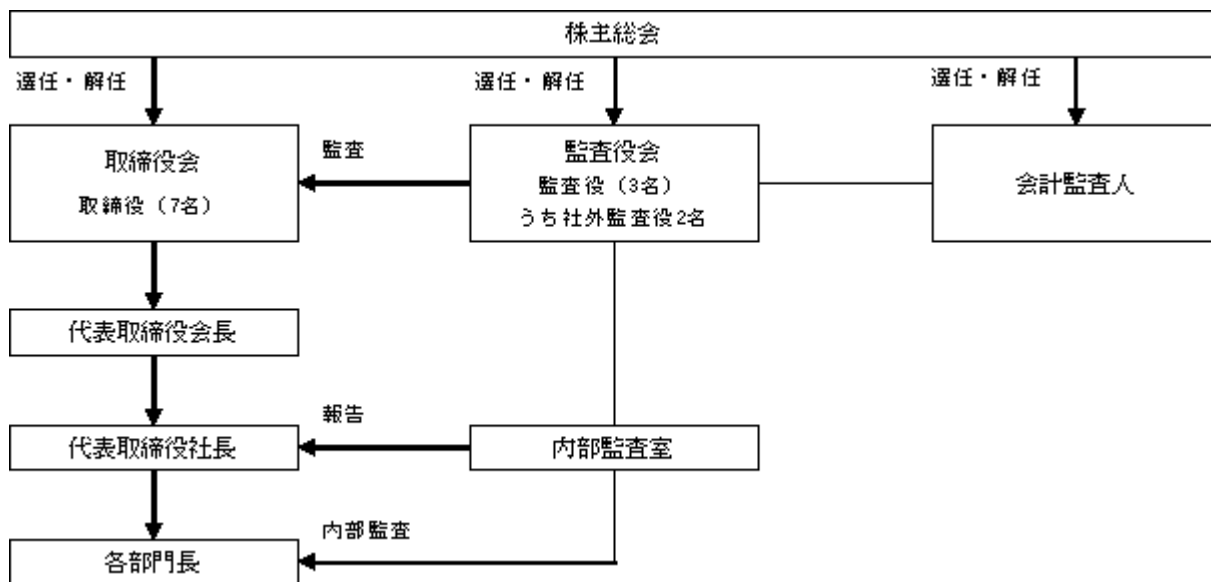 株主総会
選任・解任
選任・解任
選任・解任
取締役会
取締役（7名）
監査
監査役会
監査役（3名）
うち社外監査役2名
会計監査人
代表取締役会長
報告
代表取締役社長
内部監査室
内部監査
各部門長